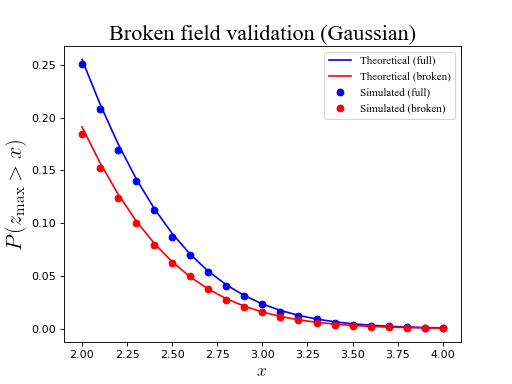 Broken field validation (Gaussian)
Theoretical (full)
Theoretical (broken)
Simulated (full)
Simulated (broken)
P(z_max > x)
0.25
0.20
0.15
0.10
0.05
0.00
2.00 2.25 2.50 2.75 3.00 3.25 3.50 3.75 4.00
x